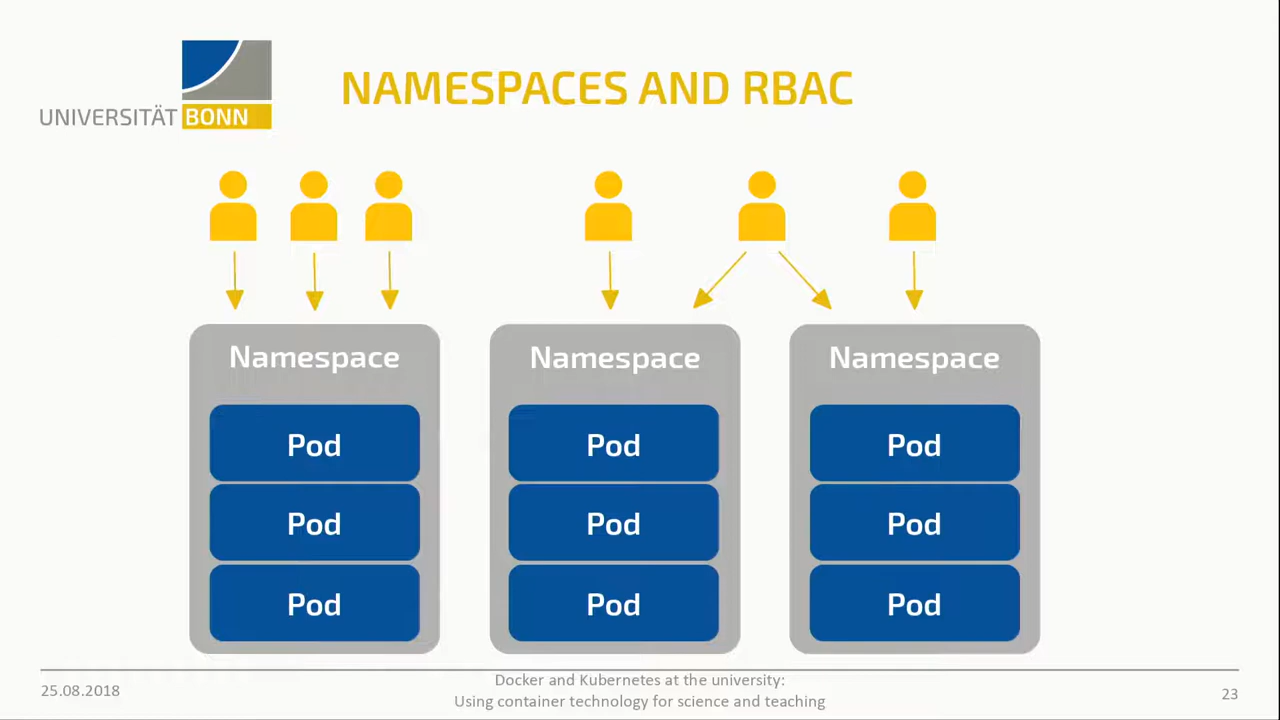 UNIVERSITÄT BONN
NAMESPACES AND RBAC
Namespace
Pod
Pod
Pod
Namespace
Pod
Pod
Pod
Namespace
Pod
Pod
Pod
25.08.2018
Docker and Kubernetes at the university:
Using container technology for science and teaching
23